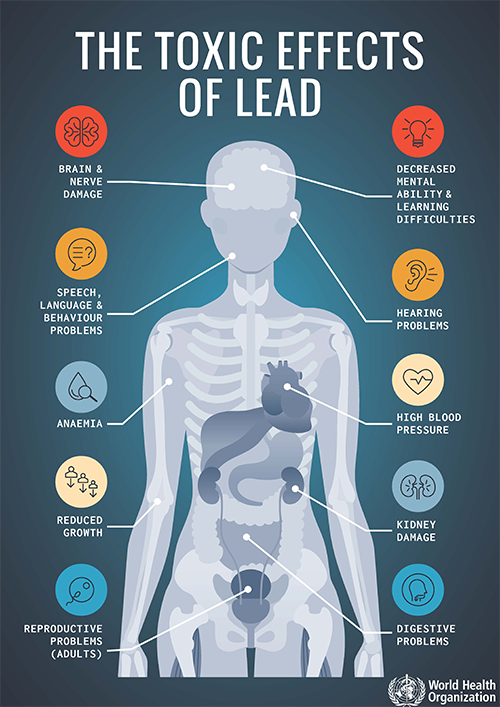 THE TOXIC EFFECTS
OF LEAD
BRAIN &
NERVE
DAMAGE
DECREASED
MENTAL
ABILITY &
LEARNING
DIFFICULTIES
SPEECH,
LANGUAGE &
BEHAVIOUR
PROBLEMS
HEARING
PROBLEMS
ANAEMIA
HIGH BLOOD
PRESSURE
REDUCED
GROWTH
KIDNEY
DAMAGE
REPRODUCTIVE
PROBLEMS
(ADULTS)
DIGESTIVE
PROBLEMS
World Health
Organization